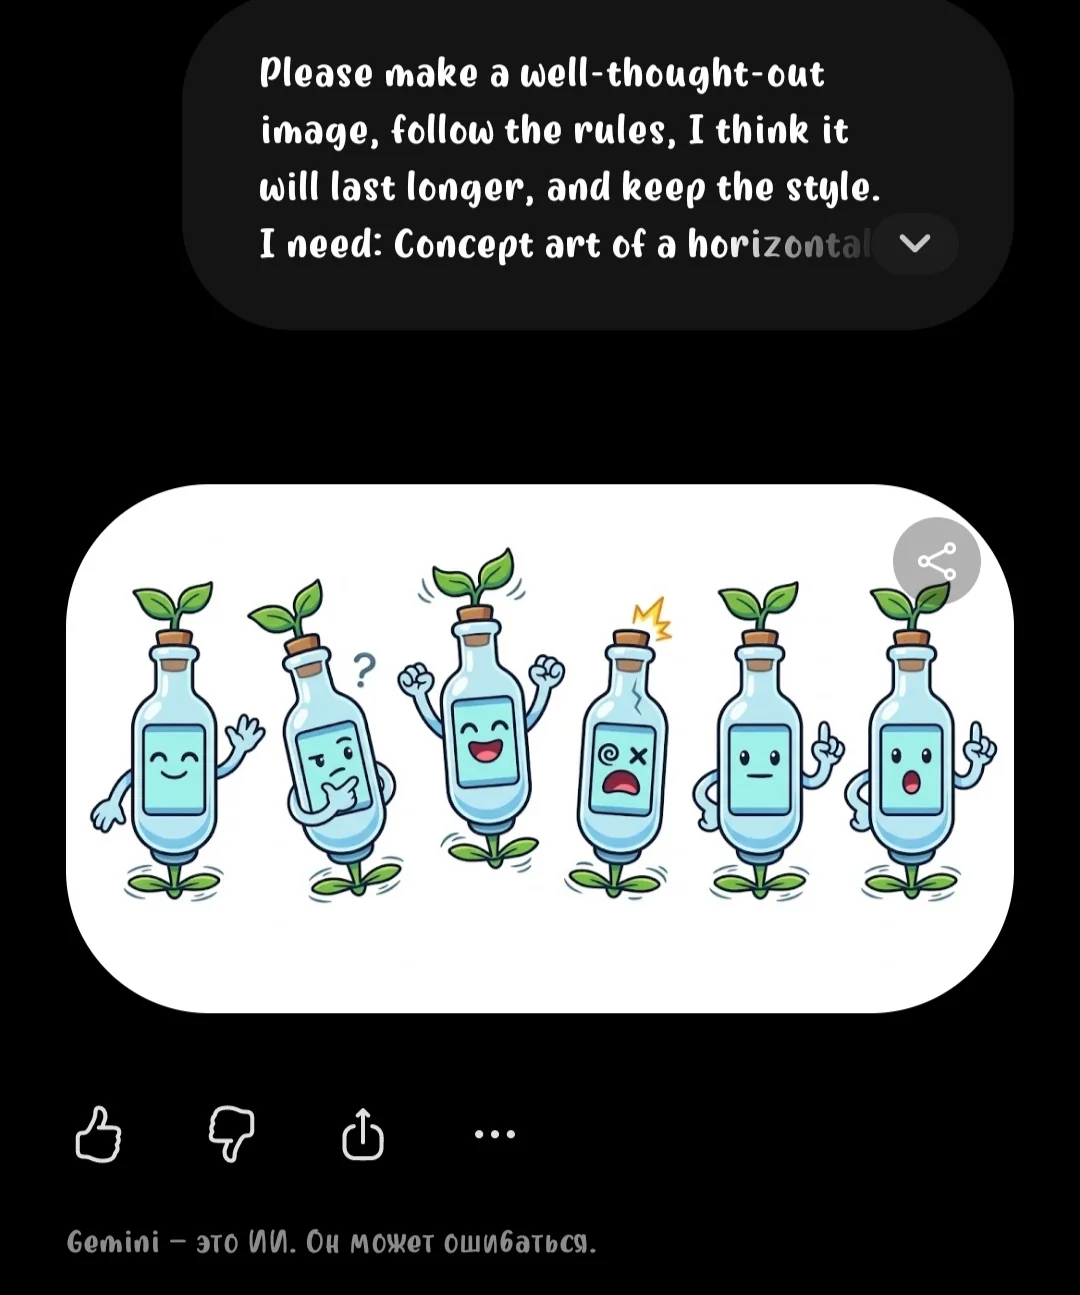 Please make a well-thought-out
image, follow the rules, I think it
will last longer, and keep the style.
I need: Concept art of a horizontal
?
Gemini – это ИИ. Он может ошибаться.